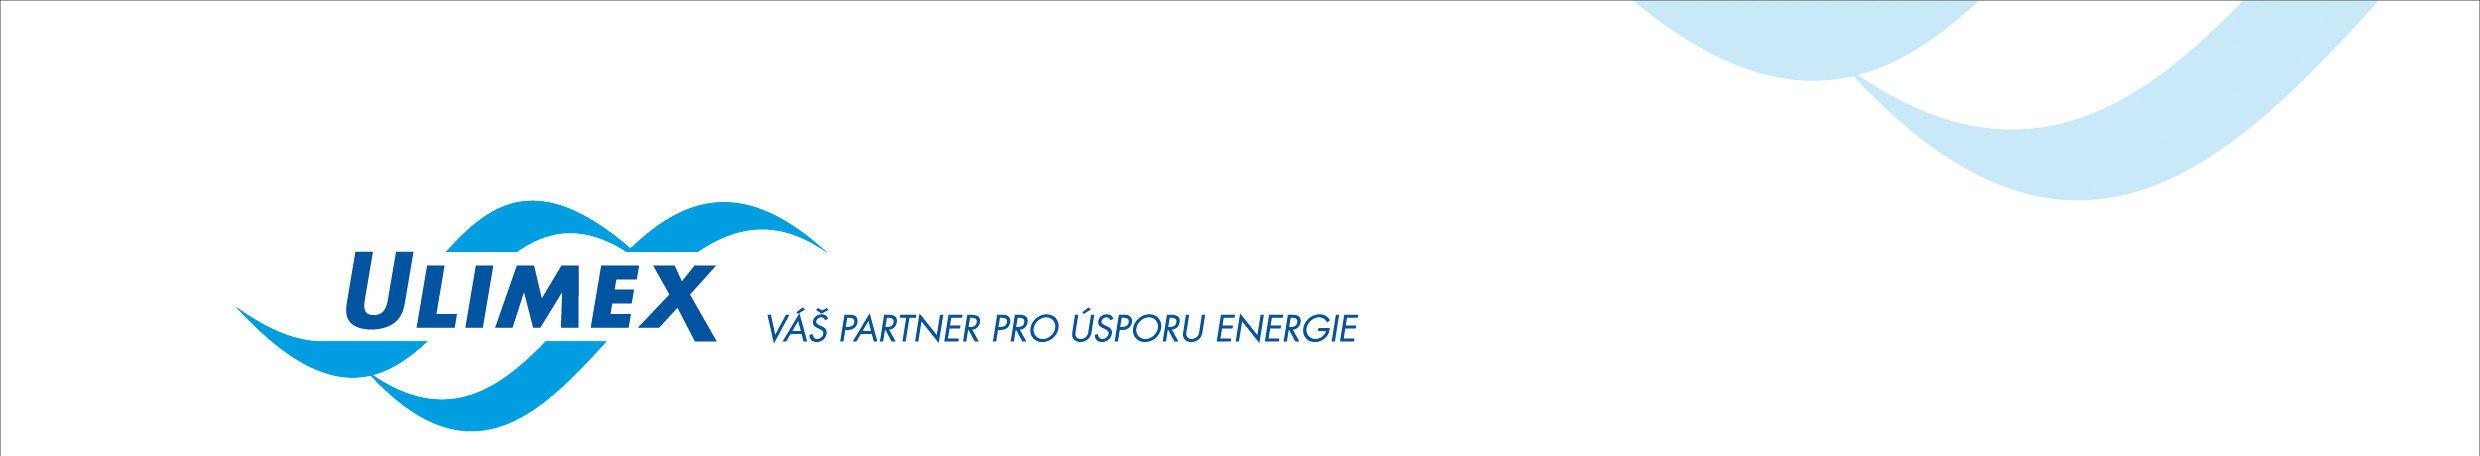 ULIMEX
VÁŠ PARTNER PRO ÚSPORU ENERGIE